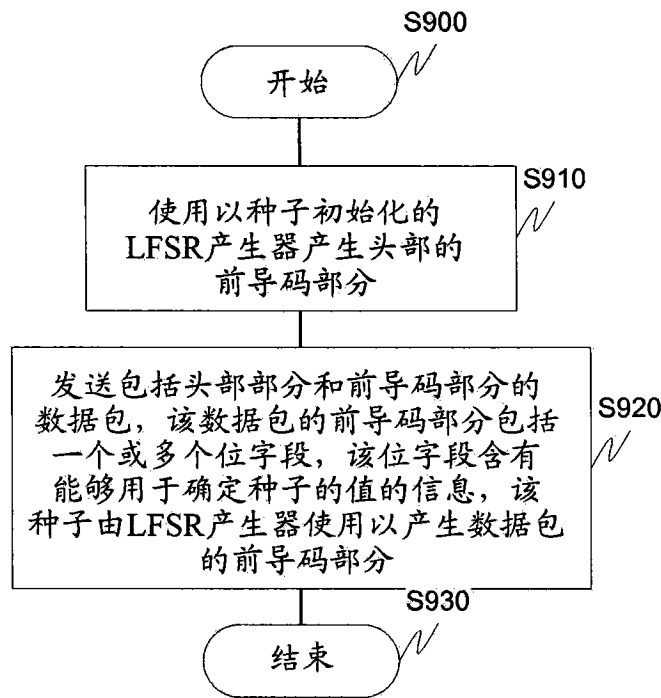 S900
开始
S910
使用以种子初始化的
LFSR产生器产生头部的
前导码部分
S920
发送包括头部部分和前导码部分的
数据包，该数据包的前导码部分包括
一个或多个位字段，该位字段含有
能够用于确定种子的值的信息，该
种子由LFSR产生器使用以产生数据包
的前导码部分
S930
结束